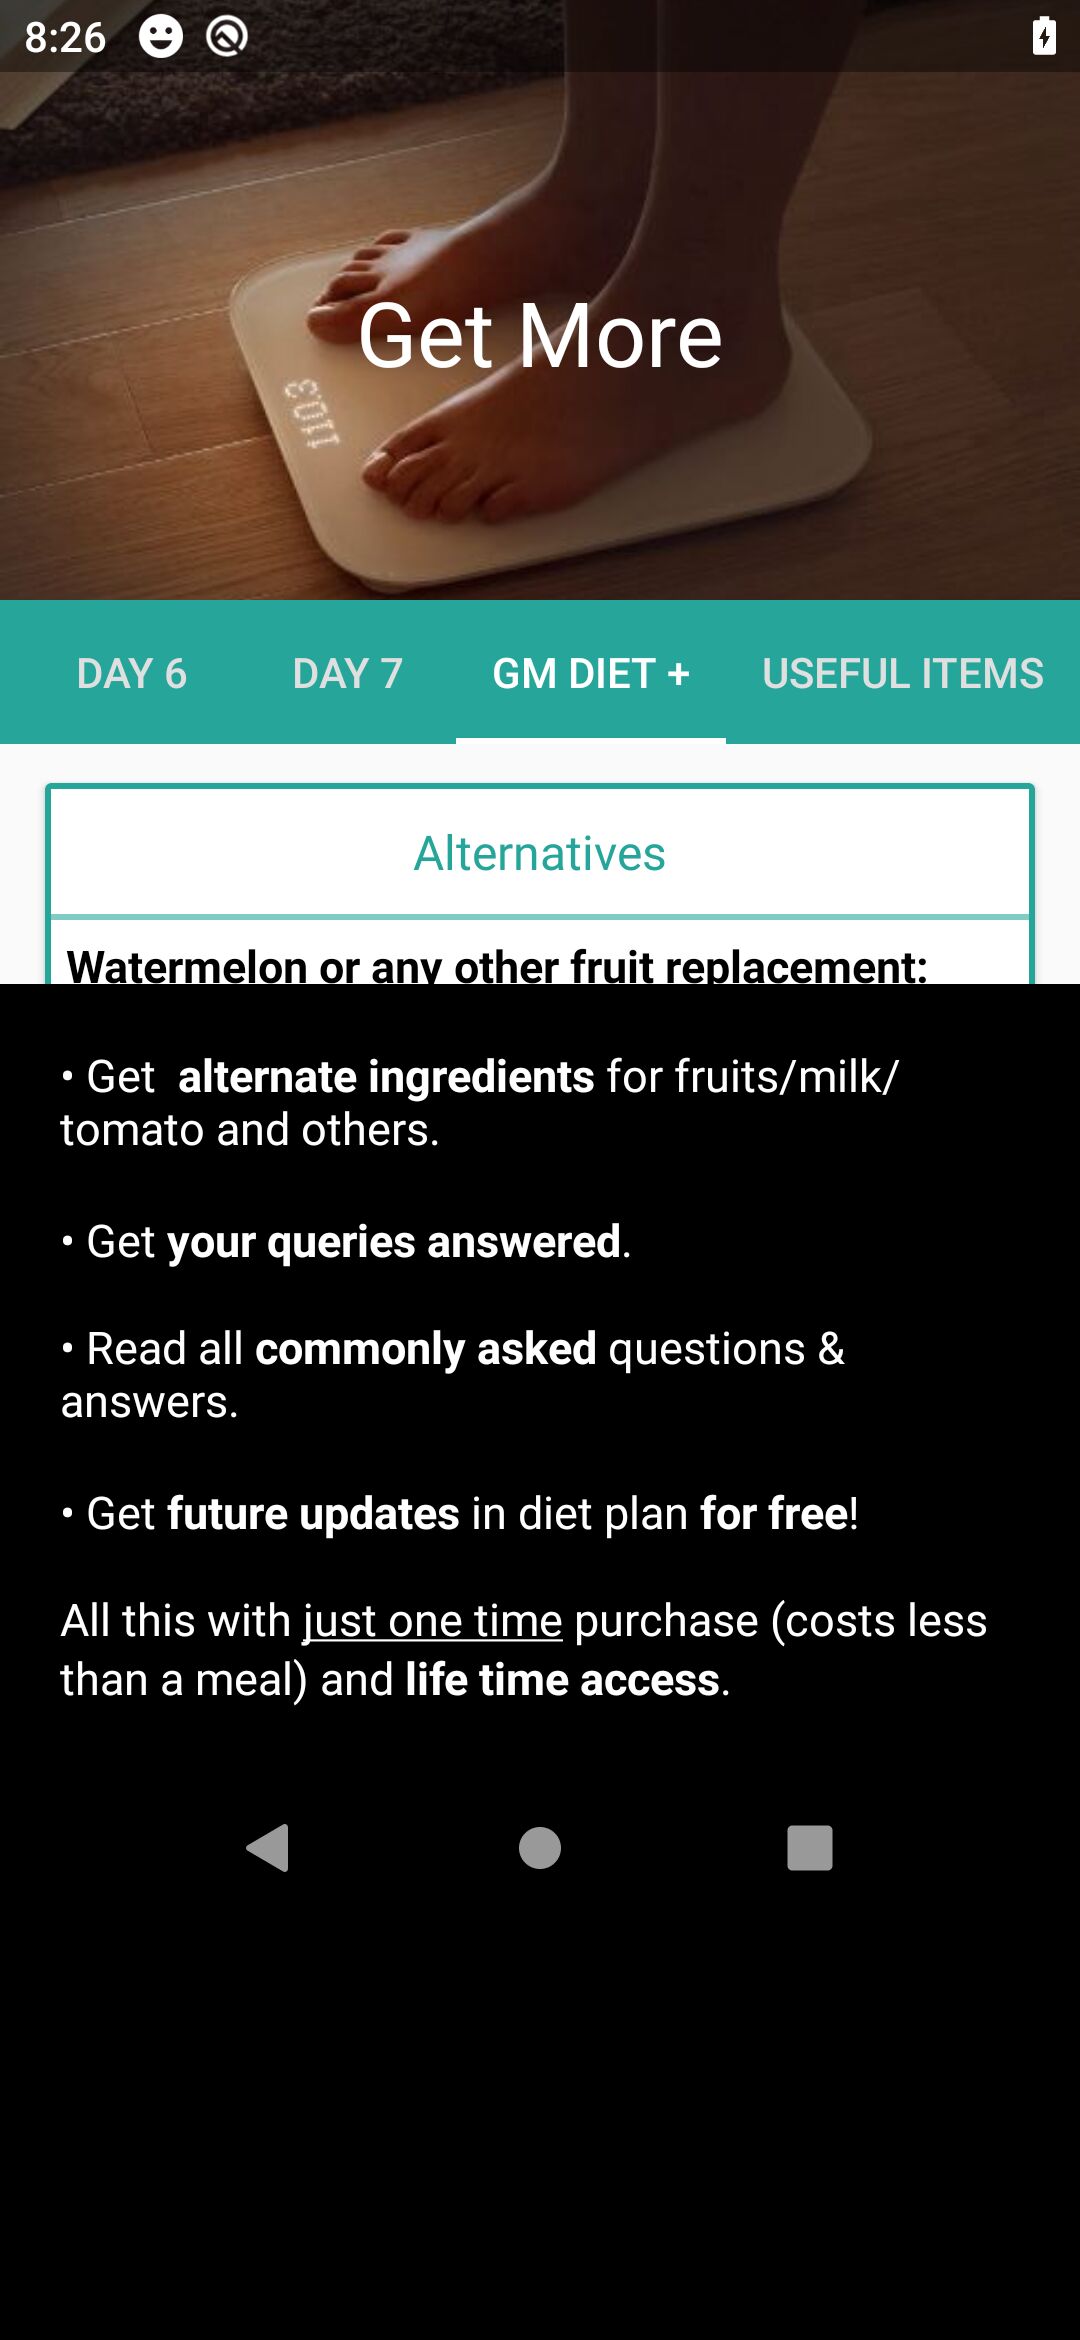 8:26
Get More
DAY 6
DAY 7
GM DIET +
USEFUL ITEMS
Alternatives
Watermelon or any other fruit replacement:
• Get  alternate ingredients for fruits/milk/
tomato and others.
• Get your queries answered.
• Read all commonly asked questions &
answers.
• Get future updates in diet plan for free!
All this with just one time purchase (costs less
than a meal) and life time access.